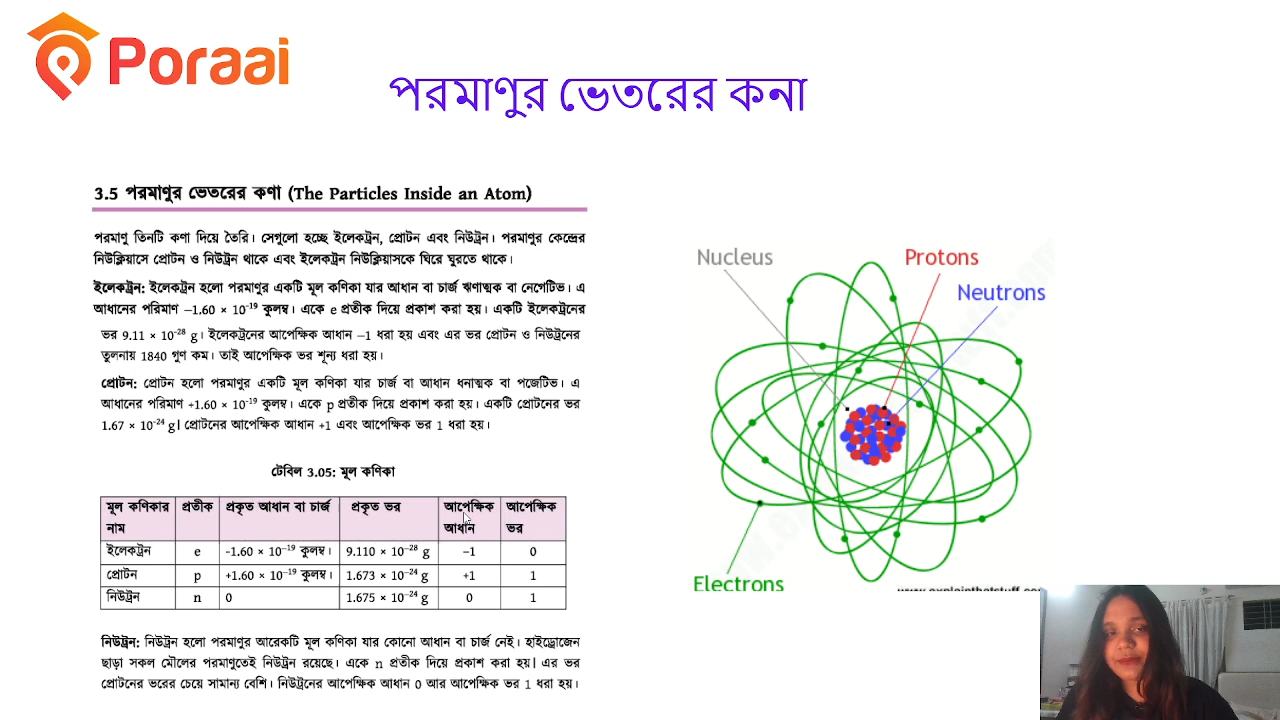 Poraai
পরমাণুর ভেতরের কনা
3.5 পরমাণুর ভেতরের কণা (The Particles Inside an Atom)
পরমাণু তিনটি কণা দিয়ে তৈরি। সেগুলো হচ্ছে ইলেকট্রন, প্রোটন এবং নিউট্রন। পরমাণুর কেন্দ্রের
নিউক্লিয়াসে প্রোটন ও নিউট্রন থাকে এবং ইলেকট্রন নিউক্লিয়াসকে ঘিরে ঘুরতে থাকে।
ইলেকট্রন: ইলেকট্রন হলো পরমাণুর একটি মূল কণিকা যার আধান বা চার্জ ঋণাত্মক বা নেগেটিভ। এ
আধানের পরিমাণ –1.60 × 10⁻¹⁹ কুলম্ব। একে e প্রতীক দিয়ে প্রকাশ করা হয়। একটি ইলেকট্রনের
ভর 9.11 × 10⁻²⁸ g। ইলেকট্রনের আপেক্ষিক আধান –1 ধরা হয় এবং এর ভর প্রোটন ও নিউট্রনের
তুলনায় 1840 গুণ কম। তাই আপেক্ষিক ভর শূন্য ধরা হয়।
প্রোটন: প্রোটন হলো পরমাণুর একটি মূল কণিকা যার চার্জ বা আধান ধনাত্মক বা পজেটিভ। এ
আধানের পরিমাণ +1.60 × 10⁻¹⁹ কুলম্ব। একে p প্রতীক দিয়ে প্রকাশ করা হয়। একটি প্রোটনের ভর
1.67 × 10⁻²⁴ g। প্রোটনের আপেক্ষিক আধান +1 এবং আপেক্ষিক ভর 1 ধরা হয়।
টেবিল 3.05: মূল কণিকা
মূল কণিকার নাম প্রতীক প্রকৃত আধান বা চার্জ প্রকৃত ভর আপেক্ষিক আধান আপেক্ষিক ভর
ইলেকট্রন e –1.60 × 10⁻¹⁹ কুলম্ব। 9.110 × 10⁻²⁸ g –1 0
প্রোটন p +1.60 × 10⁻¹⁹ কুলম্ব। 1.673 × 10⁻²⁴ g +1 1
নিউট্রন n 0 1.675 × 10⁻²⁴ g 0 1
নিউট্রন: নিউট্রন হলো পরমাণুর আরেকটি মূল কণিকা যার কোনো আধান বা চার্জ নেই। হাইড্রোজেন
ছাড়া সকল মৌলের পরমাণুতেই নিউট্রন রয়েছে। একে n প্রতীক দিয়ে প্রকাশ করা হয়। এর ভর
প্রোটনের ভরের চেয়ে সামান্য বেশি। নিউট্রনের আপেক্ষিক আধান 0 আর আপেক্ষিক ভর 1 ধরা হয়।
Nucleus
Protons
Neutrons
Electrons